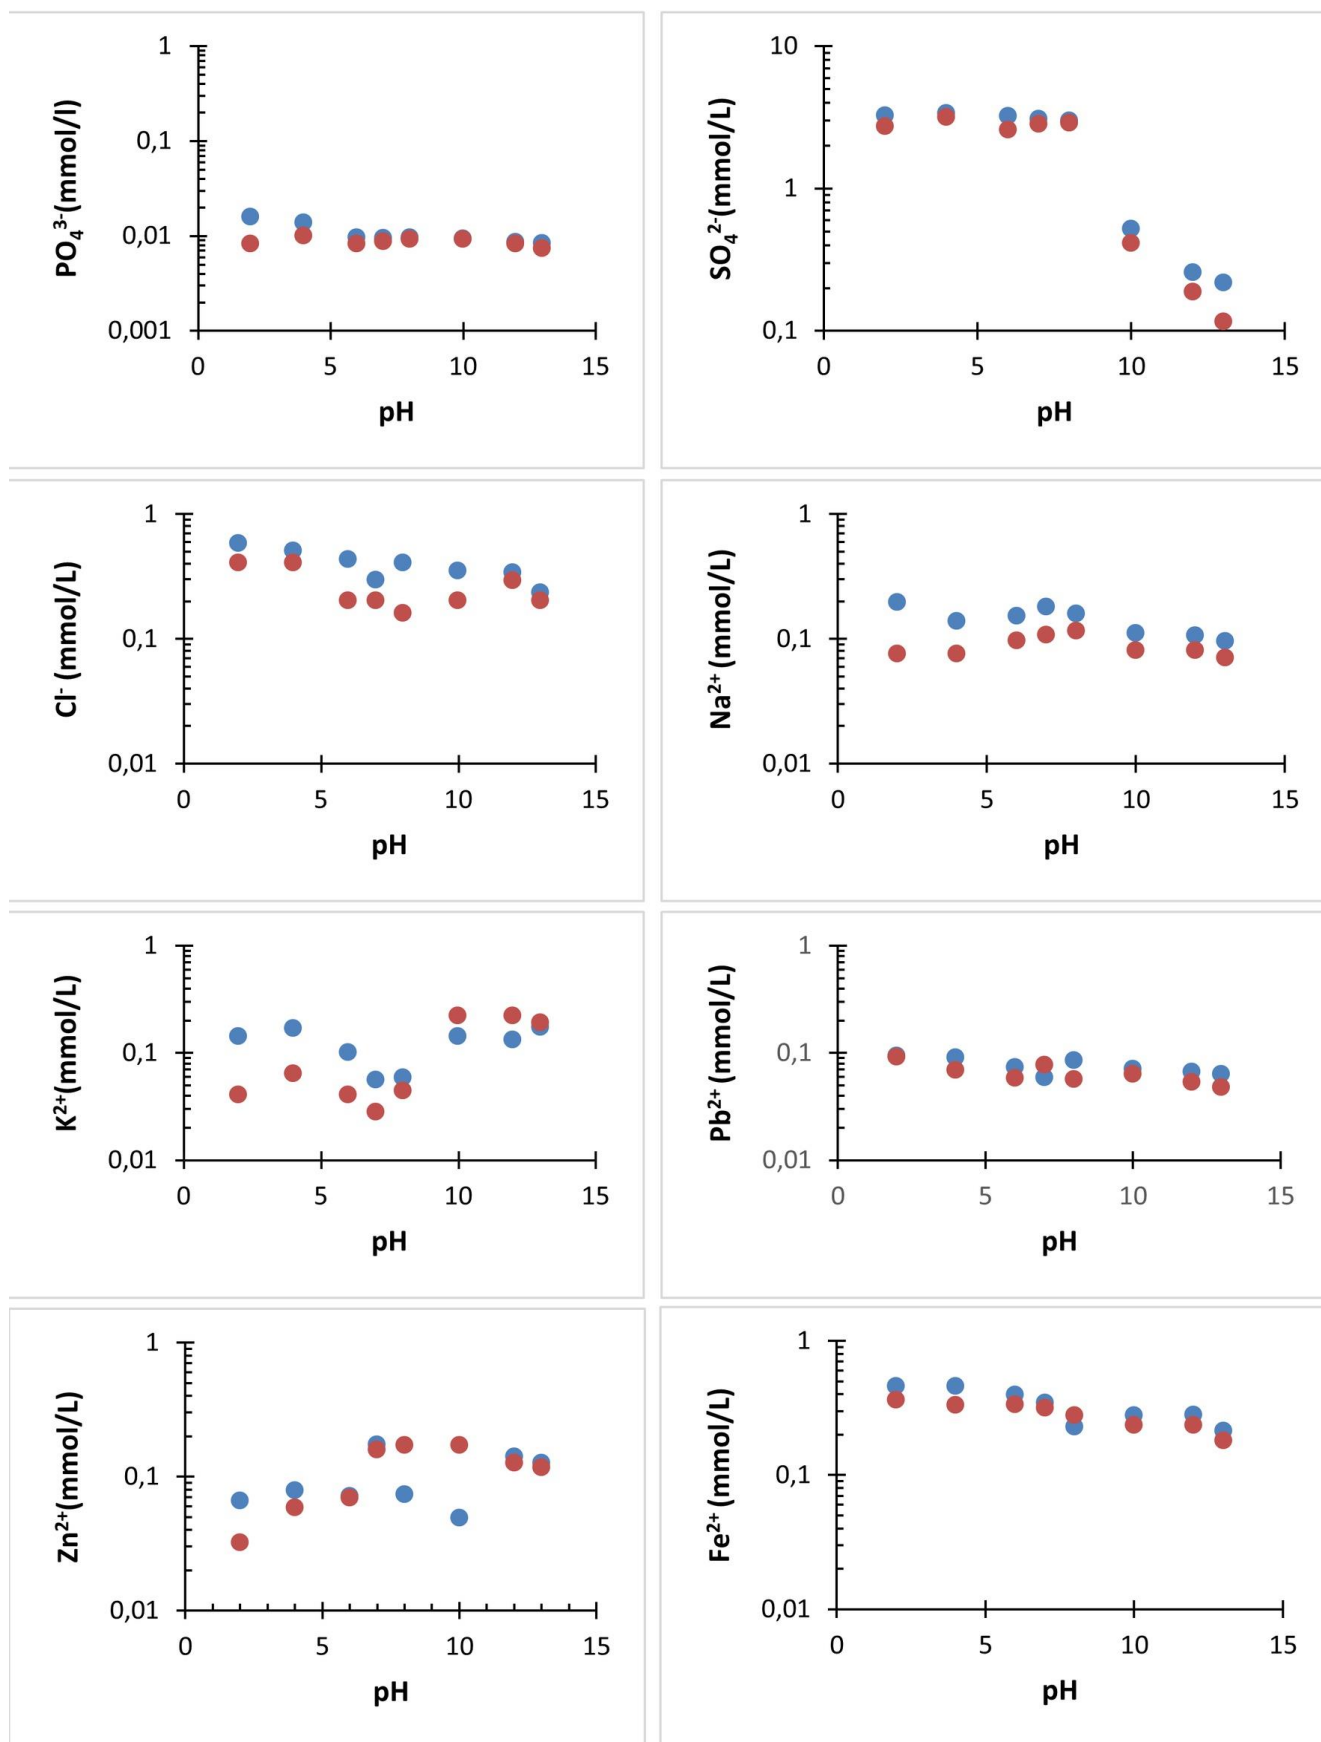 PO₄³⁻(mmol/l)
1
0,1
0,01
0,001
0 5 10 15
pH
SO₄²⁻(mmol/L)
10
1
0,1
0 5 10 15
pH
Cl⁻ (mmol/L)
1
0,1
0,01
0 5 10 15
pH
Na²⁺ (mmol/L)
1
0,1
0,01
0 5 10 15
pH
K²⁺(mmol/L)
1
0,1
0,01
0 5 10 15
pH
Pb²⁺ (mmol/L)
1
0,1
0,01
0 5 10 15
pH
Zn²⁺(mmol/L)
1
0,1
0,01
0 5 10 15
pH
Fe²⁺ (mmol/L)
1
0,1
0,01
0 5 10 15
pH